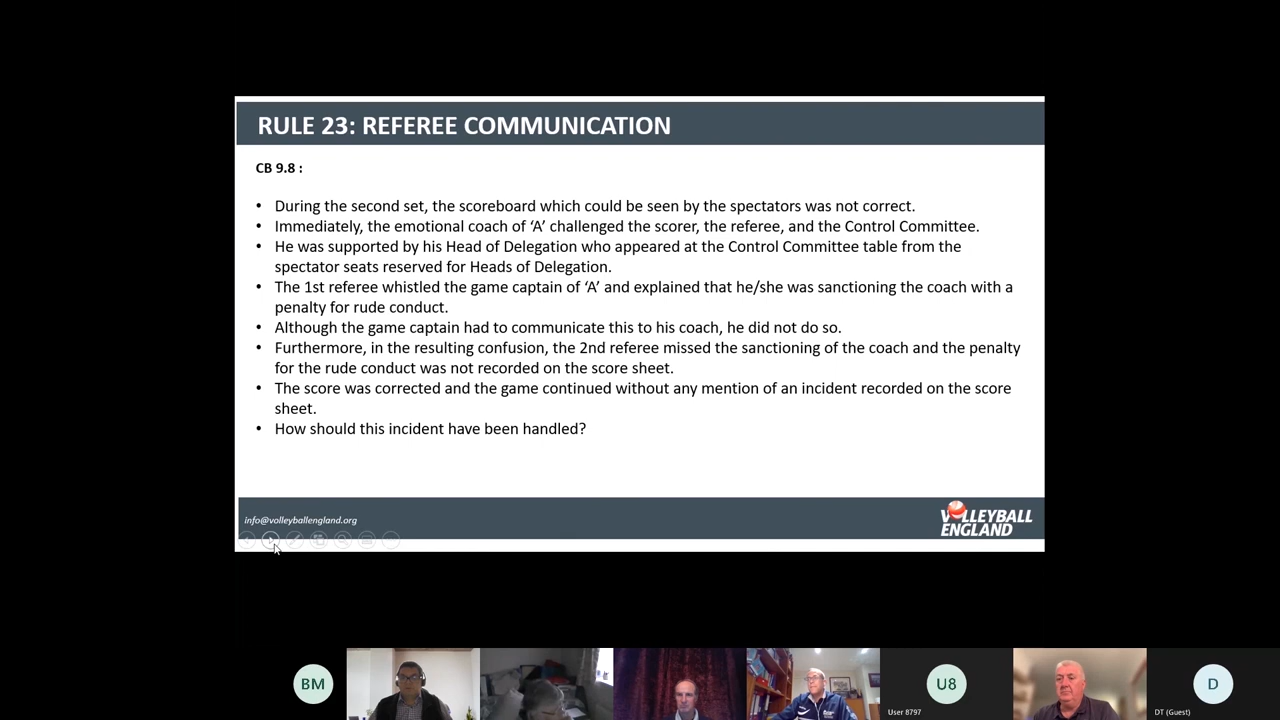 RULE 23: REFEREE COMMUNICATION
CB 9.8 :
• During the second set, the scoreboard which could be seen by the spectators was not correct.
• Immediately, the emotional coach of ‘A’ challenged the scorer, the referee, and the Control Committee.
• He was supported by his Head of Delegation who appeared at the Control Committee table from the
spectator seats reserved for Heads of Delegation.
• The 1st referee whistled the game captain of ‘A’ and explained that he/she was sanctioning the coach with a
penalty for rude conduct.
• Although the game captain had to communicate this to his coach, he did not do so.
• Furthermore, in the resulting confusion, the 2nd referee missed the sanctioning of the coach and the penalty
for the rude conduct was not recorded on the score sheet.
• The score was corrected and the game continued without any mention of an incident recorded on the score
sheet.
• How should this incident have been handled?
info@volleyballengland.org
VOLLEYBALL
ENGLAND
BM
U8
D
User 8797
DT (Guest)